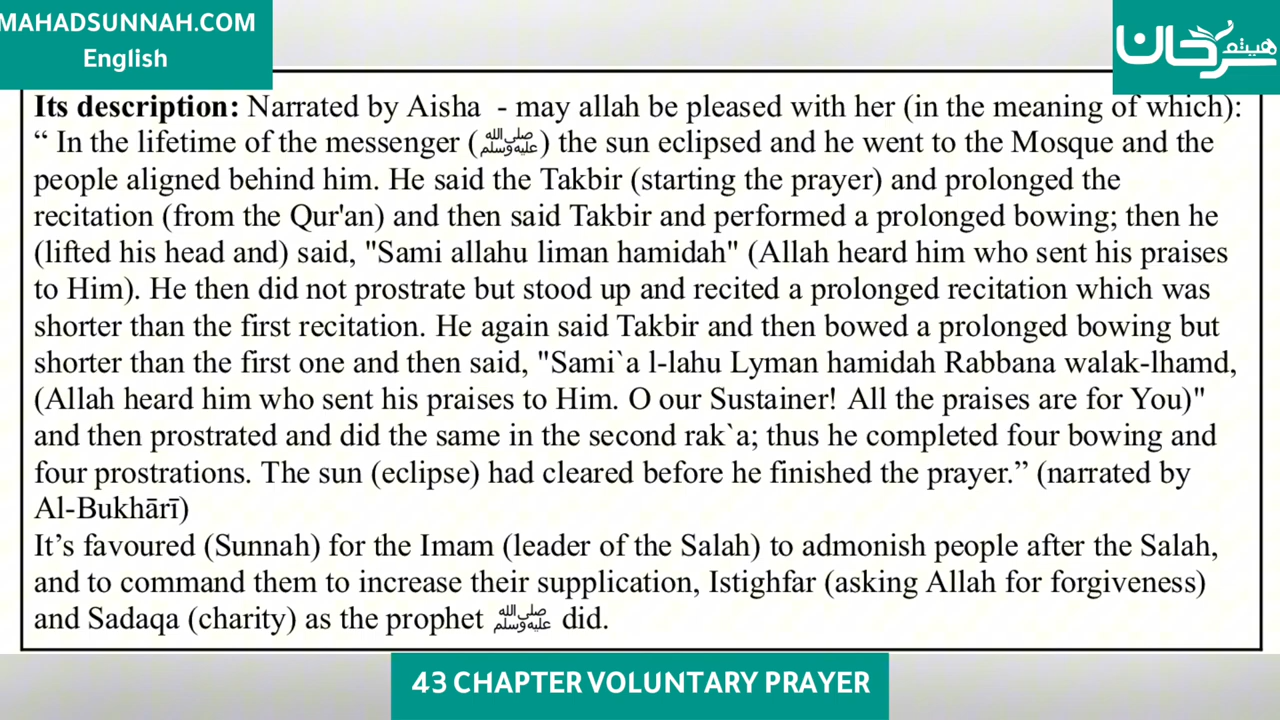 MAHADSUNNAH.COM
English
هيثم
سرحان
Its description: Narrated by Aisha - may allah be pleased with her (in the meaning of which):
“ In the lifetime of the messenger (ﷺ) the sun eclipsed and he went to the Mosque and the
people aligned behind him. He said the Takbir (starting the prayer) and prolonged the
recitation (from the Qur'an) and then said Takbir and performed a prolonged bowing; then he
(lifted his head and) said, "Sami allahu liman hamidah" (Allah heard him who sent his praises
to Him). He then did not prostrate but stood up and recited a prolonged recitation which was
shorter than the first recitation. He again said Takbir and then bowed a prolonged bowing but
shorter than the first one and then said, "Sami`a l-lahu Lyman hamidah Rabbana walak-lhamd,
(Allah heard him who sent his praises to Him. O our Sustainer! All the praises are for You)"
and then prostrated and did the same in the second rak`a; thus he completed four bowing and
four prostrations. The sun (eclipse) had cleared before he finished the prayer.” (narrated by
Al-Bukhārī)
It’s favoured (Sunnah) for the Imam (leader of the Salah) to admonish people after the Salah,
and to command them to increase their supplication, Istighfar (asking Allah for forgiveness)
and Sadaqa (charity) as the prophet ﷺ did.
43 CHAPTER VOLUNTARY PRAYER